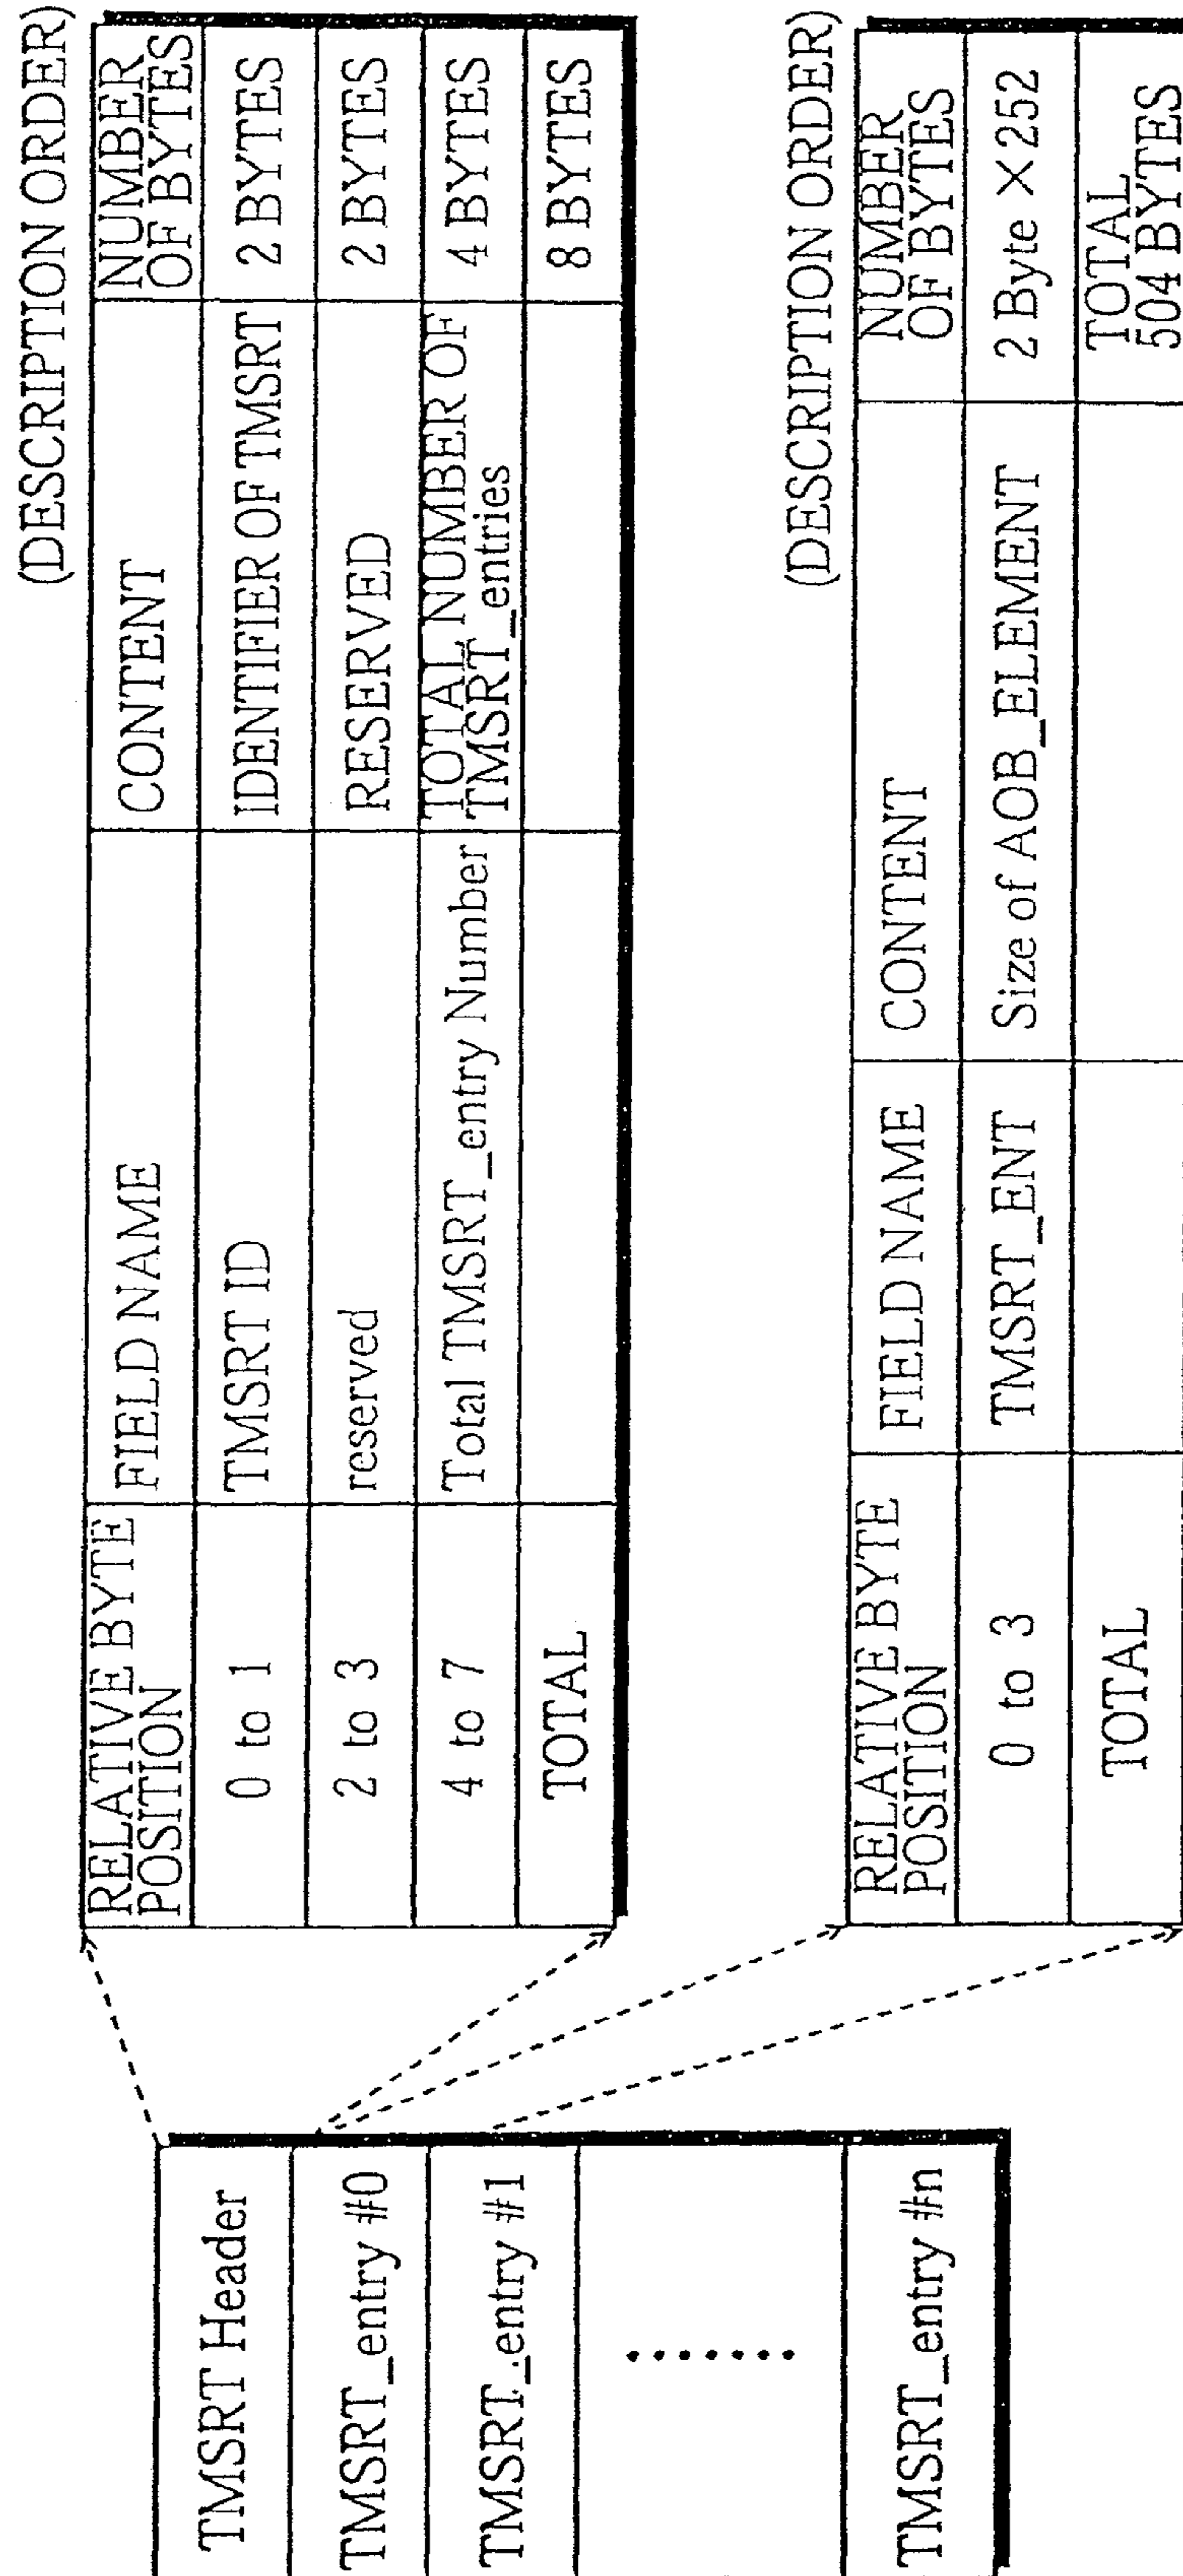 TMSRT Header
TMSRT_entry #0
TMSRT_entry #1
.......
TMSRT_entry #n
(DESCRIPTION ORDER)
RELATIVE BYTE
POSITION
FIELD NAME
CONTENT
NUMBER
OF BYTES
0 to 1
TMSRT ID
IDENTIFIER OF TMSRT
2 BYTES
2 to 3
reserved
RESERVED
2 BYTES
4 to 7
Total TMSRT_entry Number
TOTAL NUMBER OF
TMSRT_entries
4 BYTES
TOTAL
8 BYTES
(DESCRIPTION ORDER)
RELATIVE BYTE
POSITION
FIELD NAME
CONTENT
NUMBER
OF BYTES
0 to 3
TMSRT_ENT
Size of AOB_ELEMENT
2 Byte ×252
TOTAL
TOTAL
504 BYTES